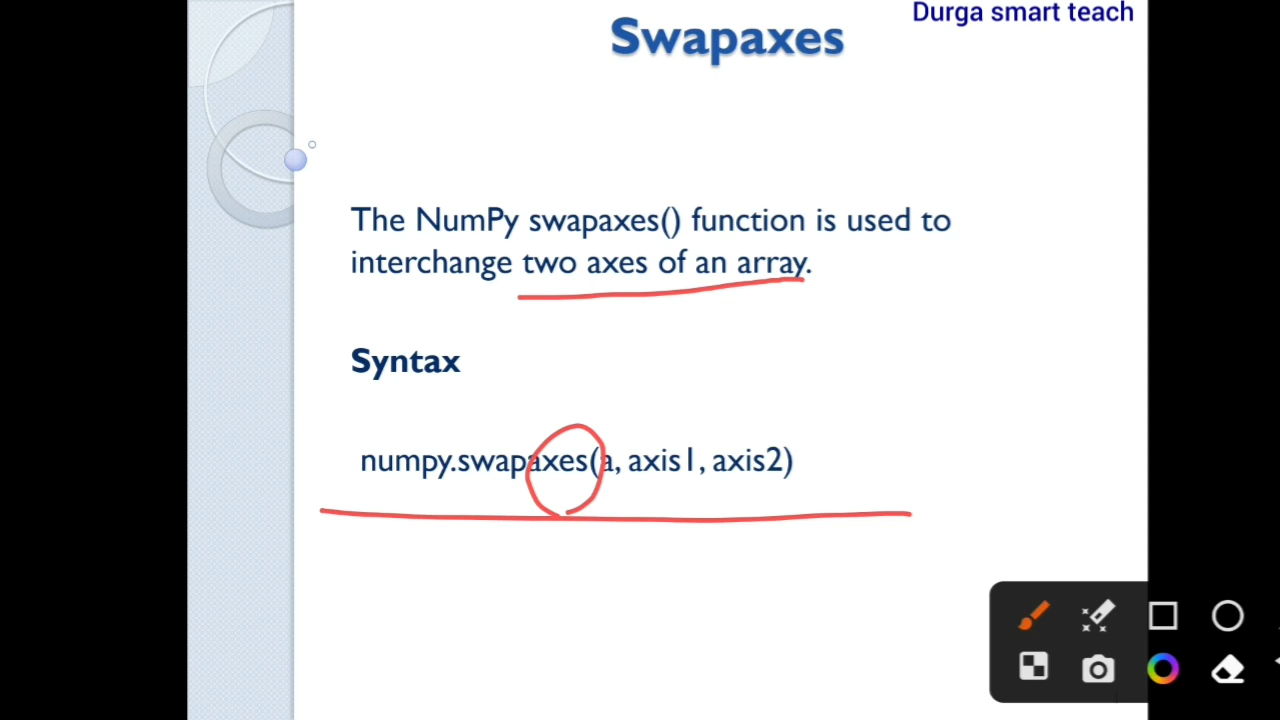 Durga smart teach
Swapaxes
The NumPy swapaxes() function is used to
interchange two axes of an array.
Syntax
numpy.swapaxes(a, axis1, axis2)